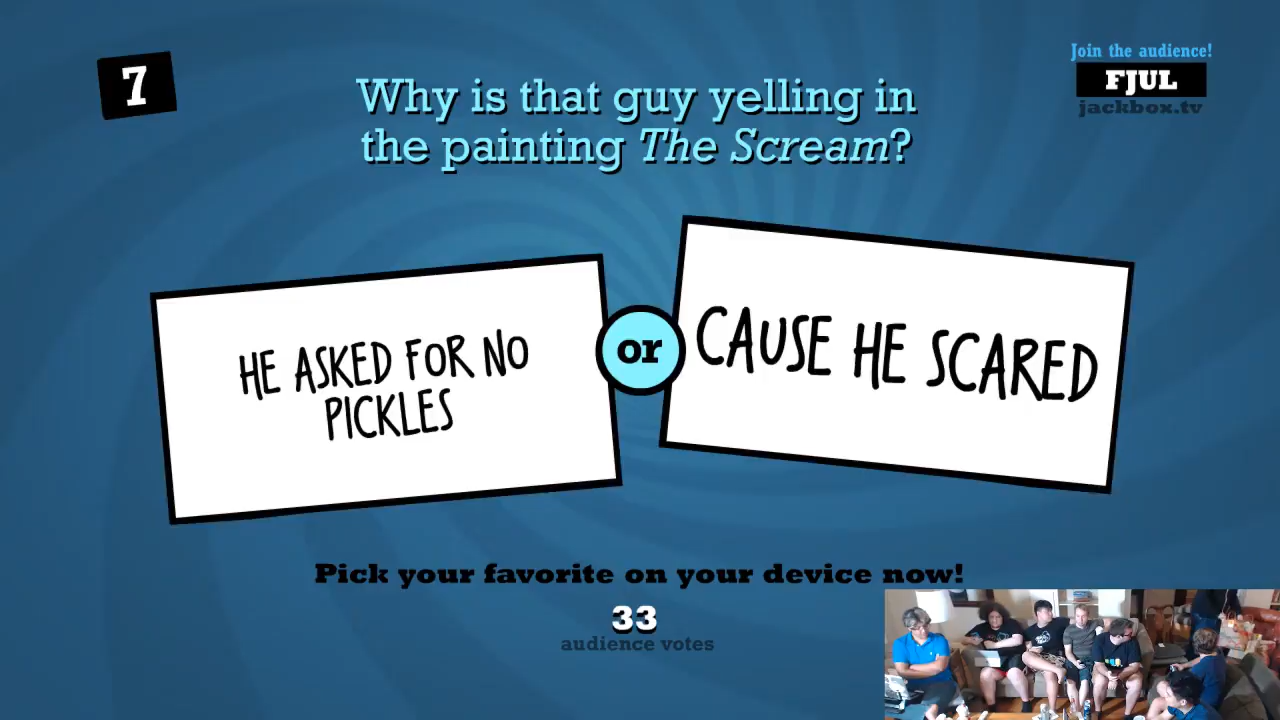 7
Why is that guy yelling in
the painting The Scream?
Join the audience!
FJUL
jackbox.tv
HE ASKED FOR NO
PICKLES
or
CAUSE HE SCARED
Pick your favorite on your device now!
33
audience votes